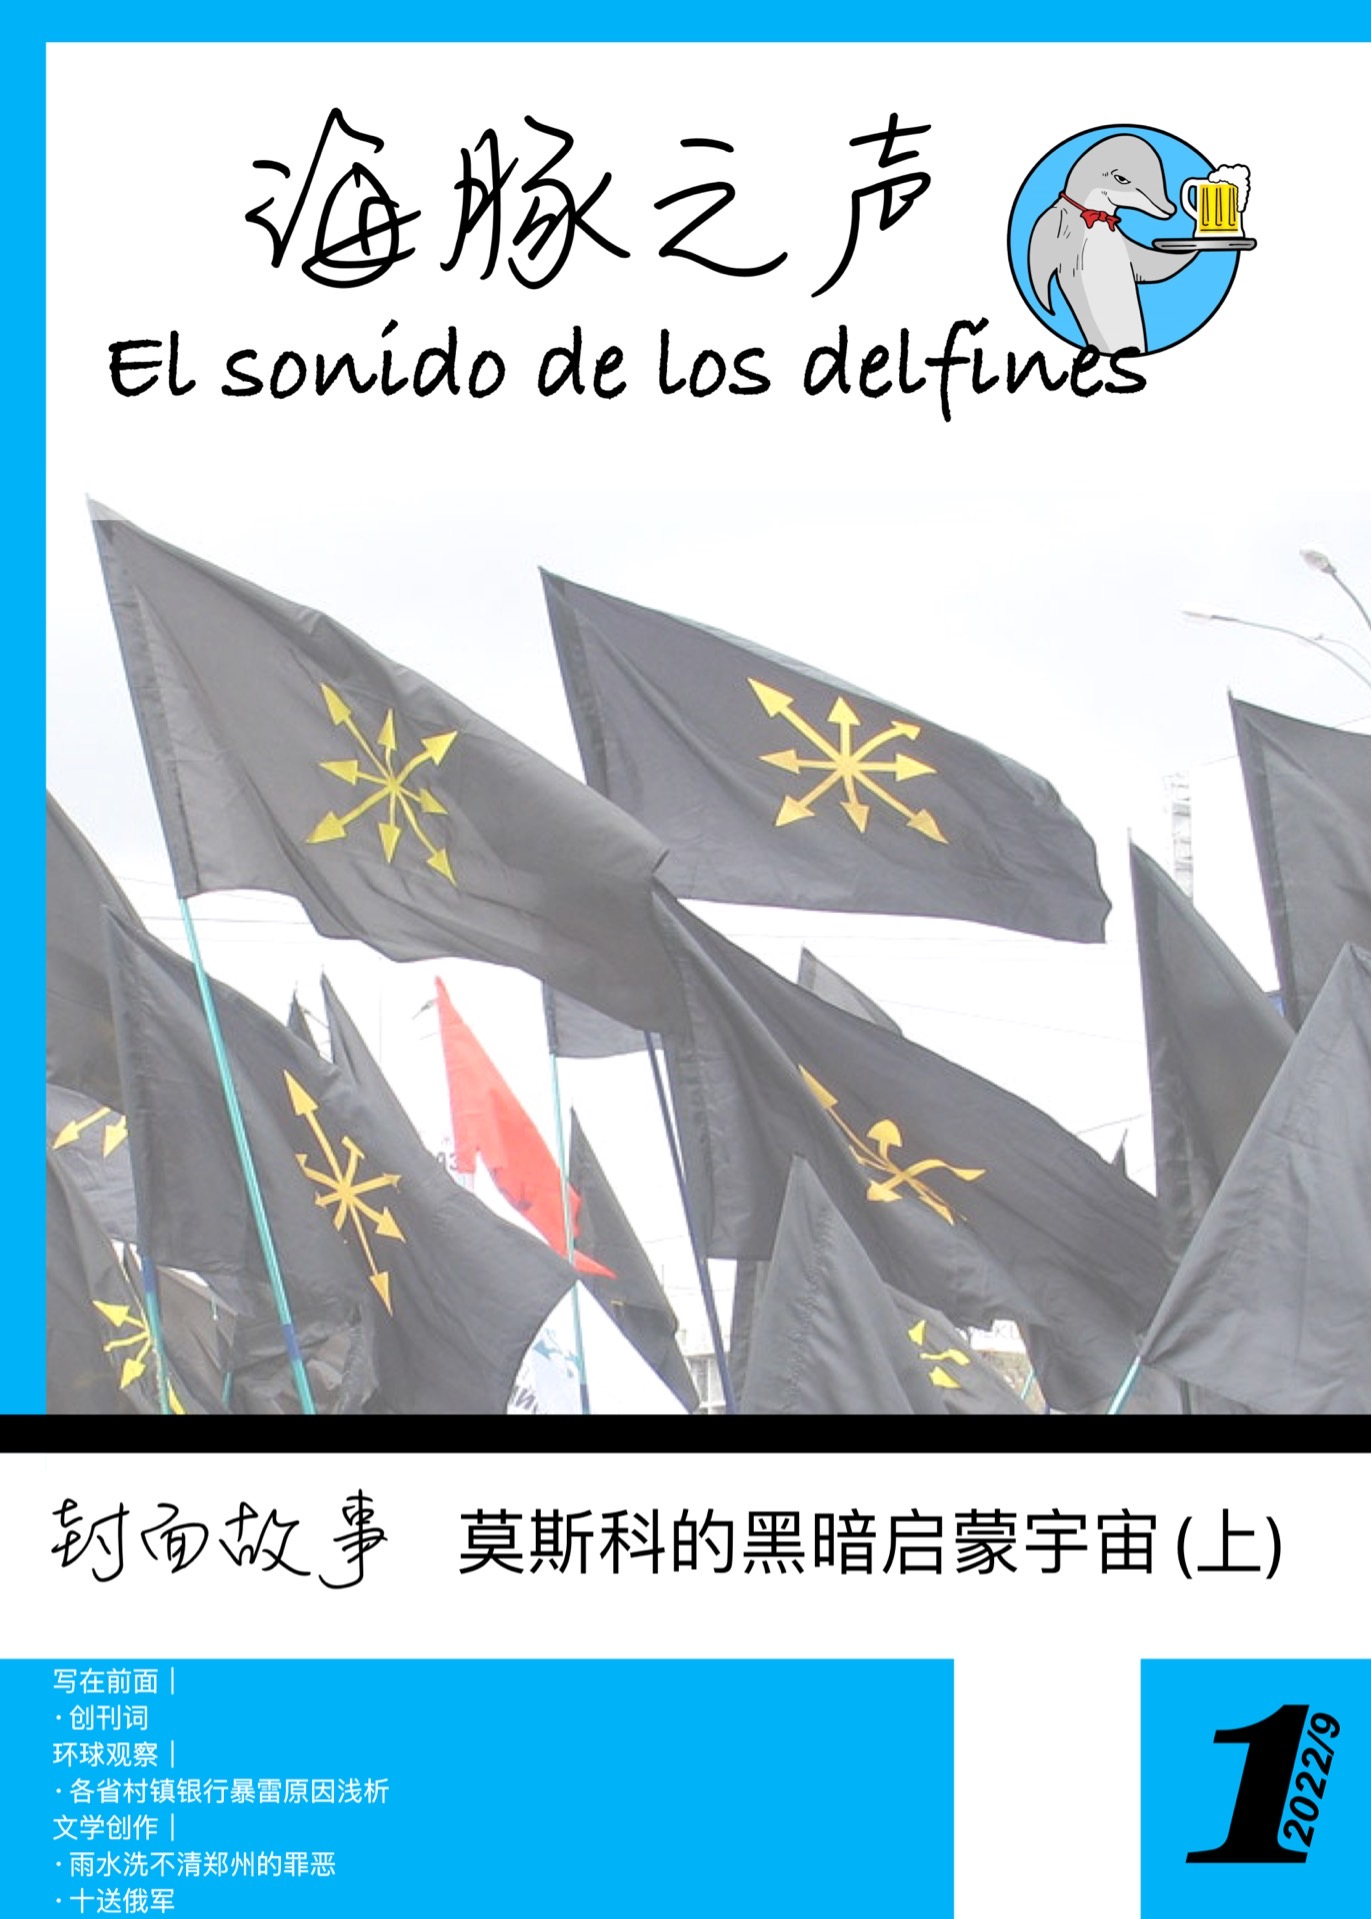 海豚之声
El sonido de los delfines
封面故事 莫斯科的黑暗启蒙宇宙(上)
写在前面｜
·创刊词
环球观察｜
·各省村镇银行暴雷原因浅析
文学创作｜
·雨水洗不清郑州的罪恶
·十送俄军
1
2022/9